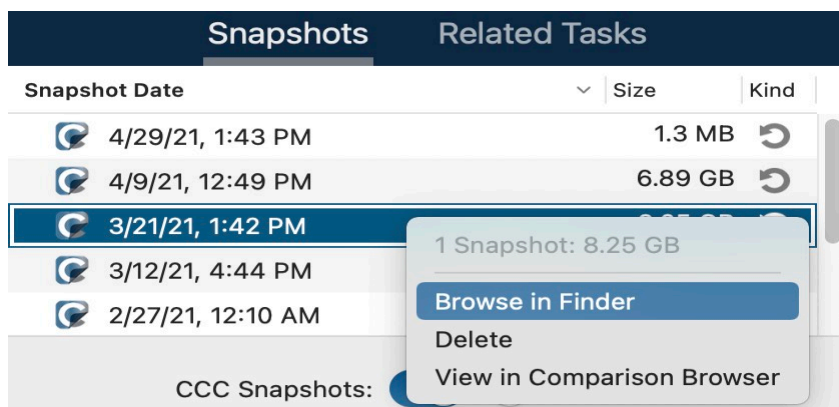 Snapshots Related Tasks
Snapshot Date Size Kind
4/29/21, 1:43 PM 1.3 MB
4/9/21, 12:49 PM 6.89 GB
3/21/21, 1:42 PM
1 Snapshot: 8.25 GB
3/12/21, 4:44 PM
Browse in Finder
2/27/21, 12:10 AM
Delete
View in Comparison Browser
CCC Snapshots: